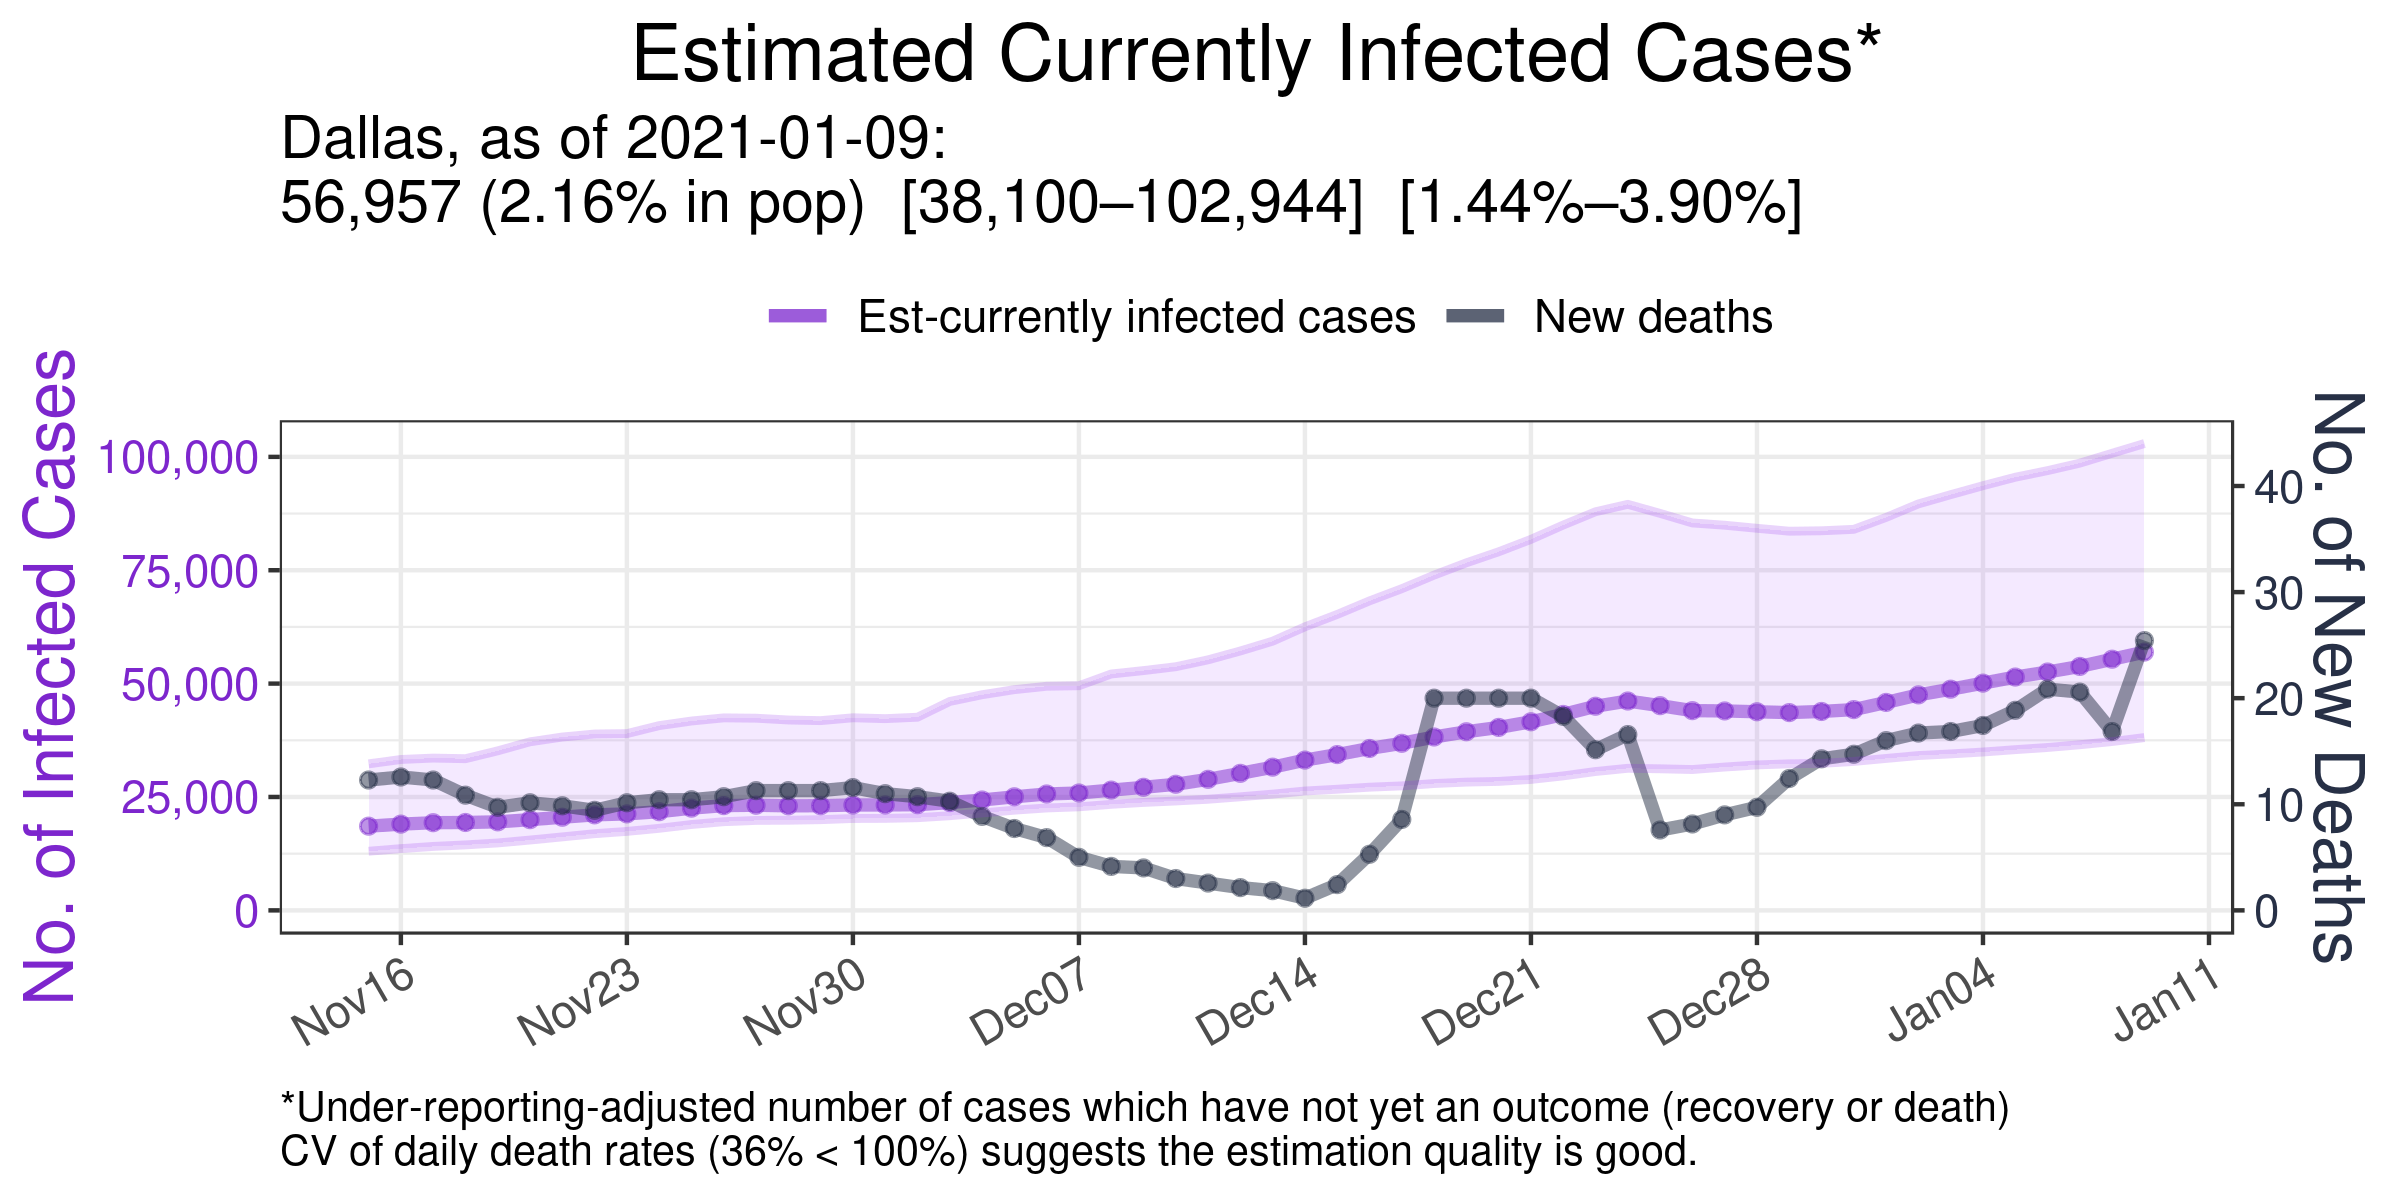 Estimated Currently Infected Cases*
Dallas, as of 2021-01-09:
56,957 (2.16% in pop) [38,100–102,944] [1.44%–3.90%]
Est-currently infected cases
New deaths
No. of Infected Cases
100,000
75,000
50,000
25,000
0
40
30
20
10
0
No. of New Deaths
Nov16
Nov23
Nov30
Dec07
Dec14
Dec21
Dec28
Jan04
Jan11
*Under-reporting-adjusted number of cases which have not yet an outcome (recovery or death)
CV of daily death rates (36% < 100%) suggests the estimation quality is good.